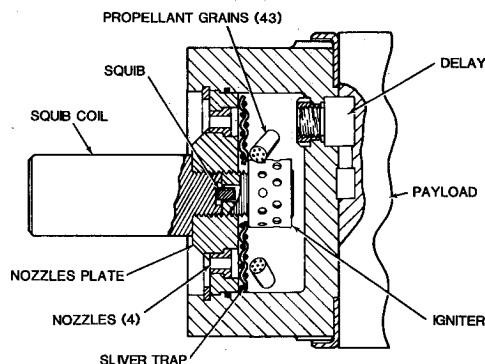 PROPELLANT GRAINS (43)
SQUIB
SQUIB COIL
NOZZLES PLATE
NOZZLES (4)
SLIVER TRAP
DELAY
PAYLOAD
IGNITER